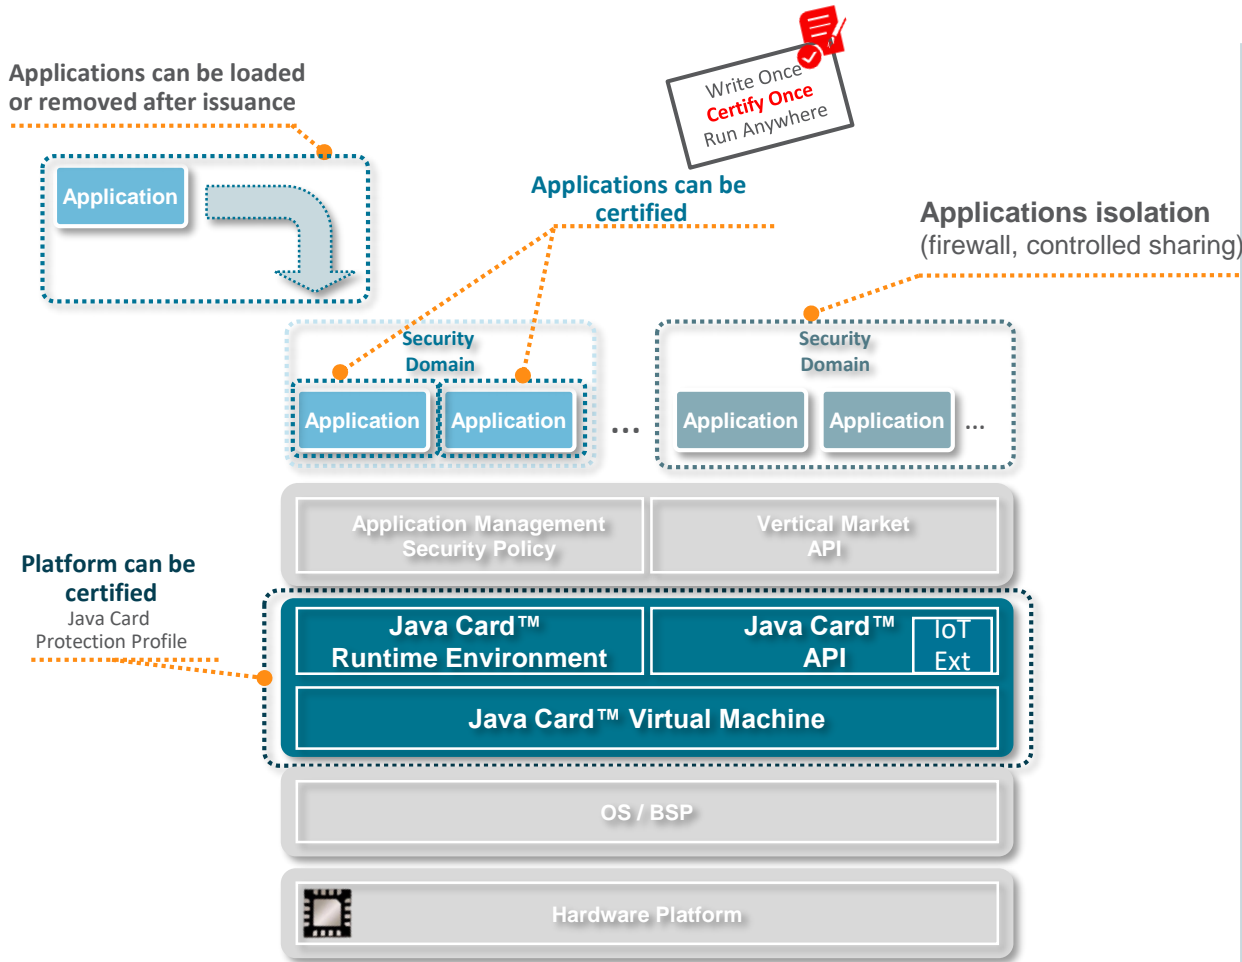 Write Once
Certify Once
Run Anywhere
Applications can be loaded
or removed after issuance
Application
Applications can be
certified
Applications isolation
(firewall, controlled sharing)
Security
Domain
Application
Application
...
Security
Domain
Application
Application
...
Application Management
Security Policy
Vertical Market
API
Platform can be
certified
Java Card
Protection Profile
Java Card™
Runtime Environment
Java Card™
API
IoT
Ext
Java Card™ Virtual Machine
OS / BSP
Hardware Platform